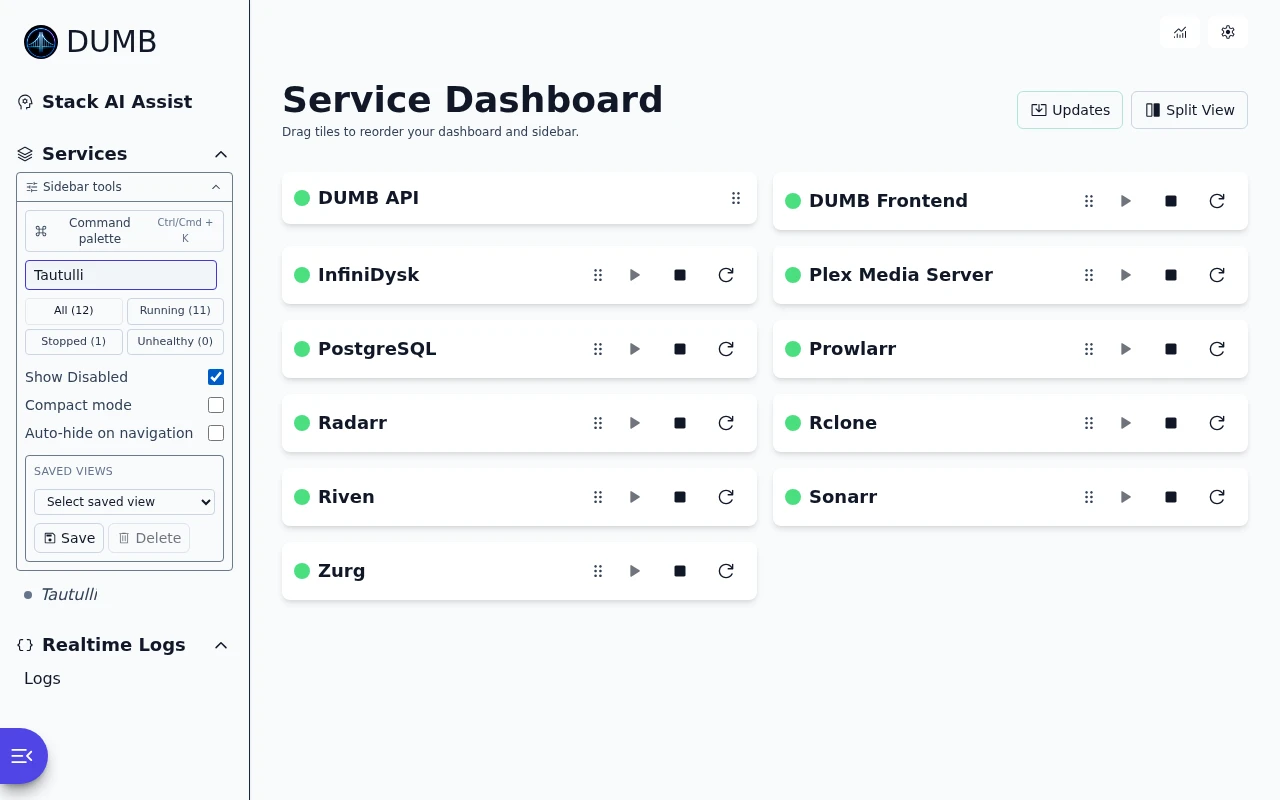 DUMB
Stack AI Assist
Services
Sidebar tools
Command palette
Ctrl/Cmd + K
Tautulli
All (12)
Running (11)
Stopped (1)
Unhealthy (0)
Show Disabled
Compact mode
Auto-hide on navigation
SAVED VIEWS
Select saved view
Save
Delete
Tautulli
Realtime Logs
Logs
Service Dashboard
Drag tiles to reorder your dashboard and sidebar.
Updates
Split View
DUMB API
DUMB Frontend
InfiniDysk
Plex Media Server
PostgreSQL
Prowlarr
Radarr
Rclone
Riven
Sonarr
Zurg